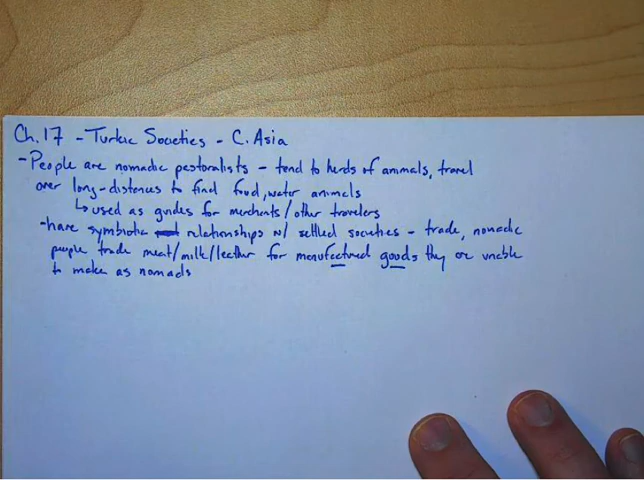 Ch. 17 - Turkic Societies - C. Asia
- People are nomadic pastoralists - tend to herds of animals, travel
over long-distances to find food, water animals
↳ used as guides for merchants/other travelers
- have symbiotic relationships w/ settled societies - trade, nomadic
people trade meat/milk/leather for manufactured goods they are unable
to make as nomads